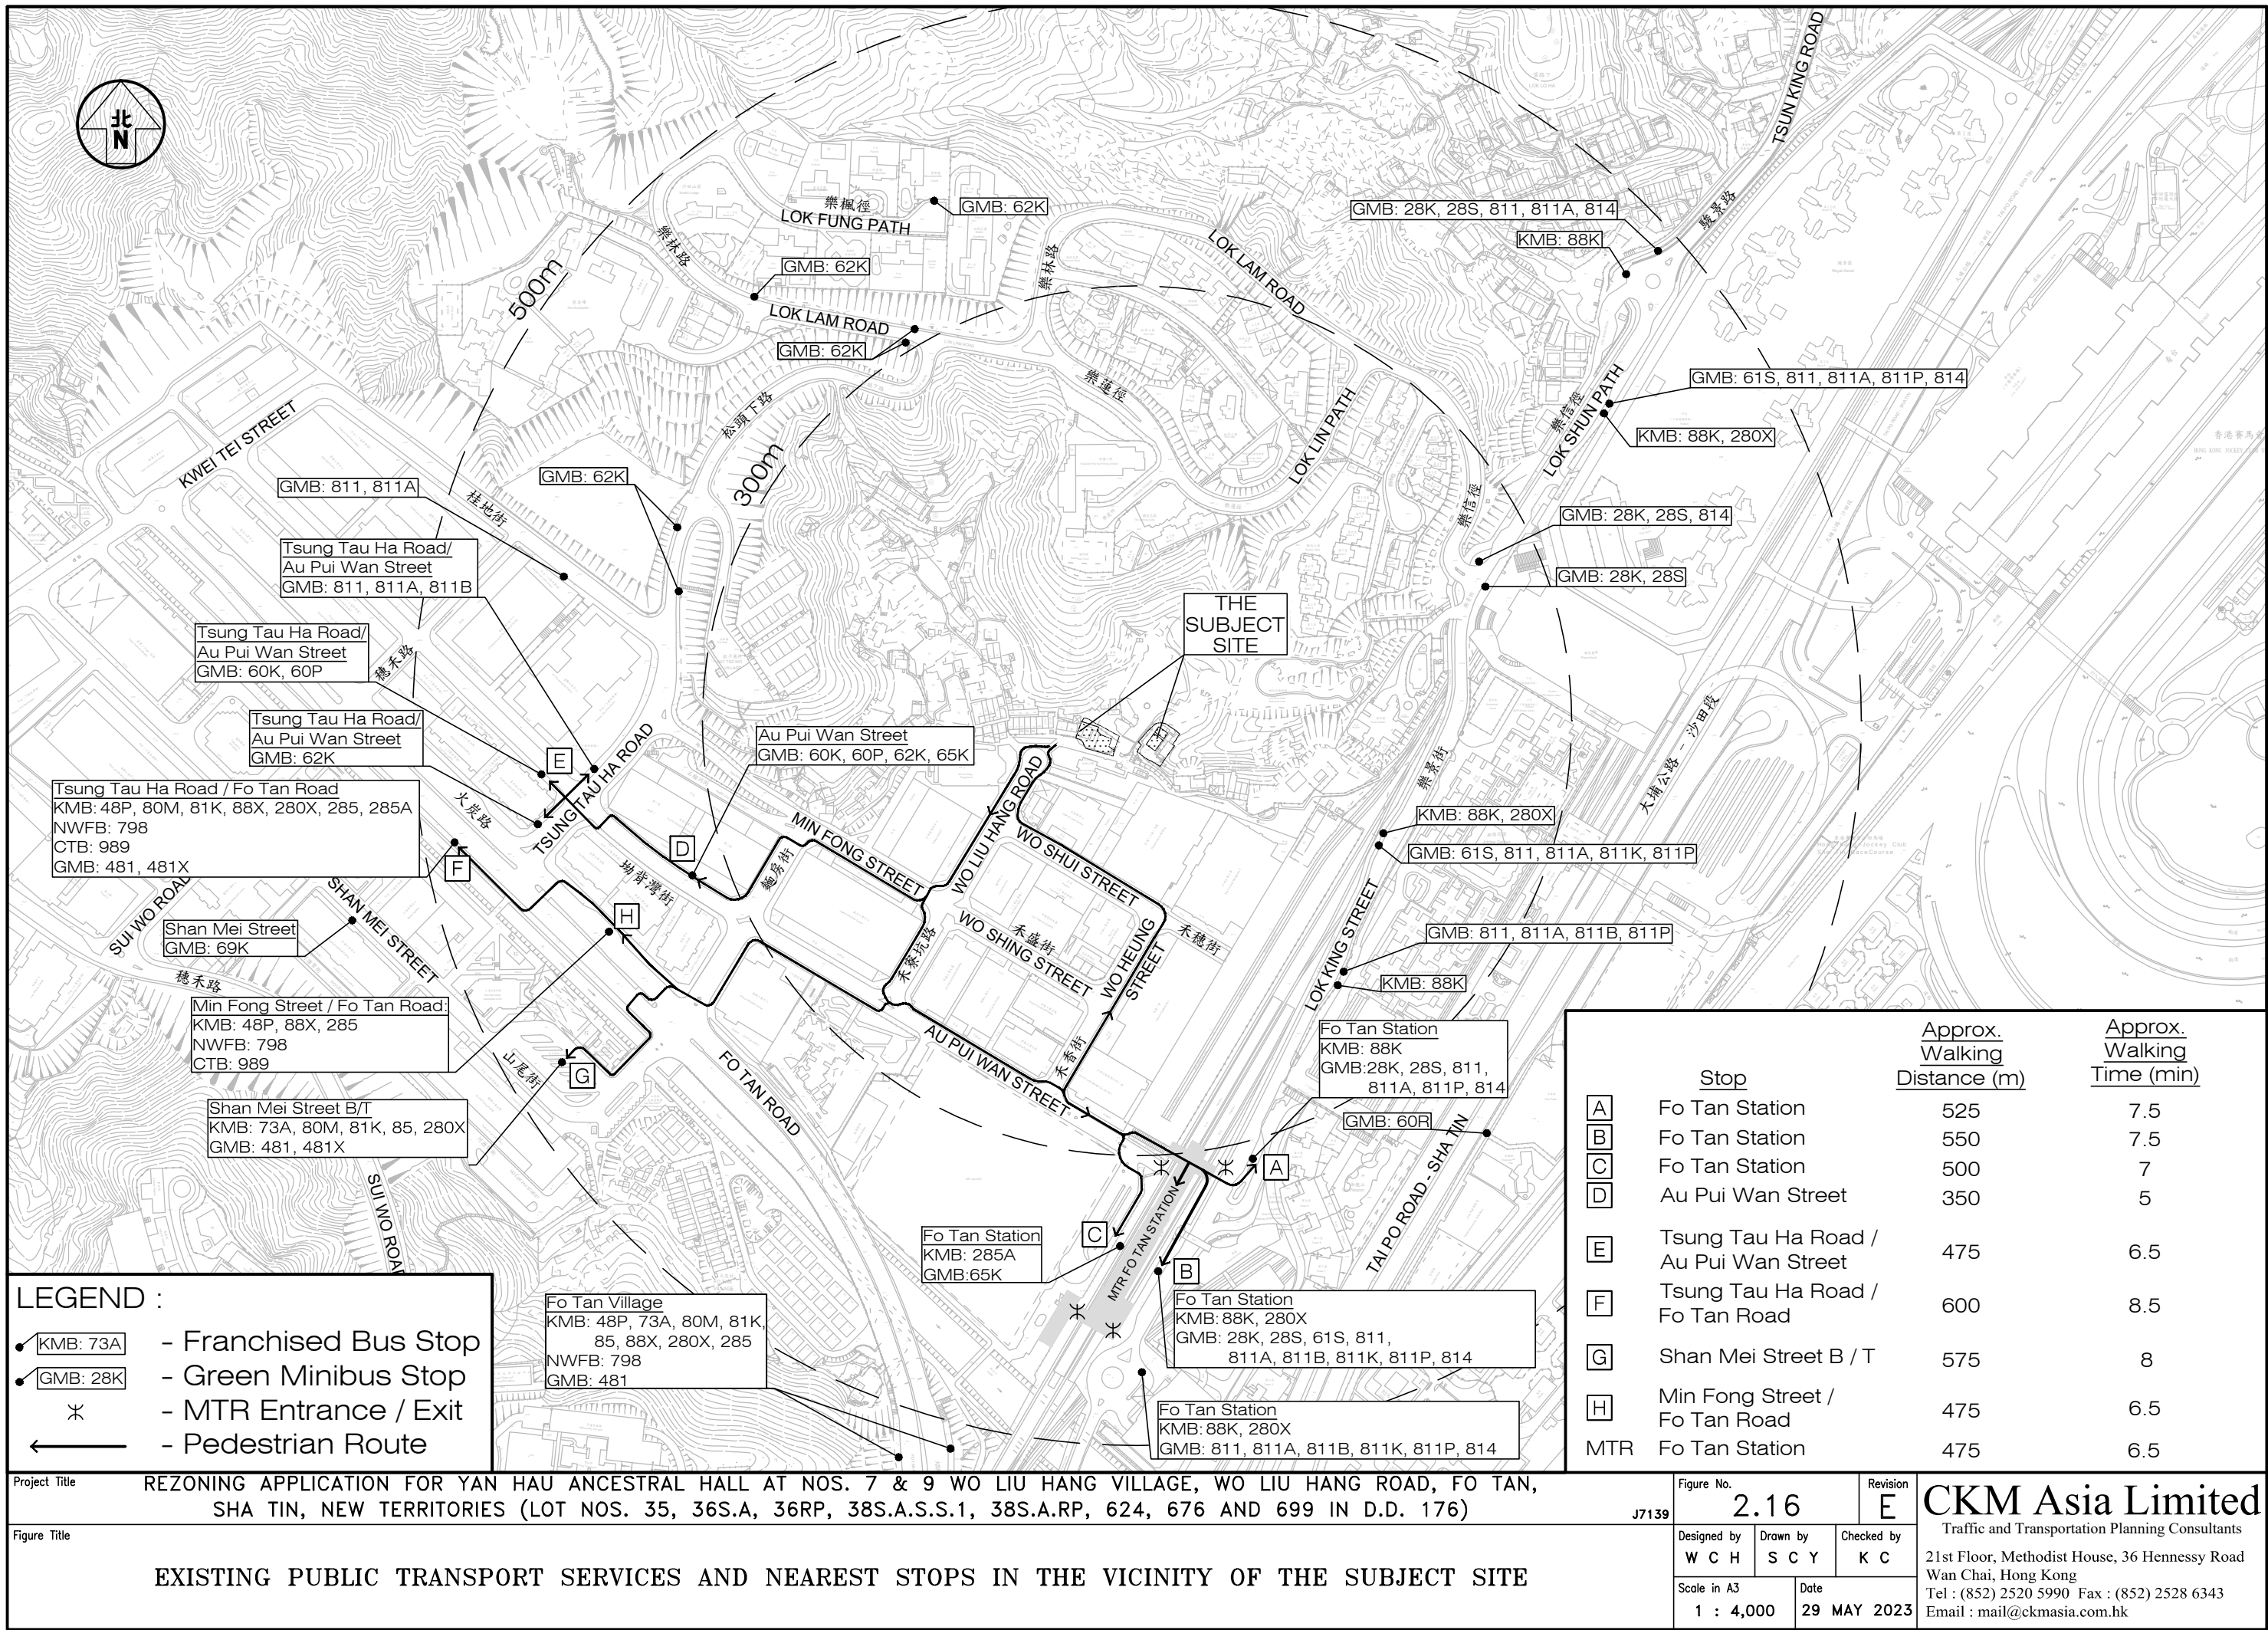 北
N
TSUN KING ROAD
駿景路
樂楓徑
LOK FUNG PATH
GMB: 62K
GMB: 28K, 28S, 811, 811A, 814
KMB: 88K
樂林路
樂林路
LOK LAM ROAD
500m
GMB: 62K
LOK LAM ROAD
GMB: 62K
樂蓮徑
LOK LIN PATH
樂信徑
LOK SHUN PATH
GMB: 61S, 811, 811A, 811P, 814
KMB: 88K, 280X
松頭下路
300m
KWEI TEI STREET
桂地街
GMB: 811, 811A
GMB: 62K
樂信徑
GMB: 28K, 28S, 814
GMB: 28K, 28S
Tsung Tau Ha Road/
Au Pui Wan Street
GMB: 811, 811A, 811B
THE
SUBJECT
SITE
Tsung Tau Ha Road/
Au Pui Wan Street
GMB: 60K, 60P
穗禾路
Tsung Tau Ha Road/
Au Pui Wan Street
GMB: 62K
E
TSUNG TAU HA ROAD
Au Pui Wan Street
GMB: 60K, 60P, 62K, 65K
大埔公路 - 沙田段
樂景街
Tsung Tau Ha Road / Fo Tan Road
KMB: 48P, 80M, 81K, 88X, 280X, 285, 285A
NWFB: 798
CTB: 989
GMB: 481, 481X
火炭路
F
D
MIN FONG STREET
麵房街
坳背灣街
WO LIU HANG ROAD
WO SHUI STREET
KMB: 88K, 280X
GMB: 61S, 811, 811A, 811K, 811P
SUI WO ROAD
SHAN MEI STREET
H
Shan Mei Street
GMB: 69K
穗禾路
禾寮坑路
禾盛街
WO SHING STREET
WO HEUNG
STREET
禾穗街
LOK KING STREET
GMB: 811, 811A, 811B, 811P
KMB: 88K
Min Fong Street / Fo Tan Road:
KMB: 48P, 88X, 285
NWFB: 798
CTB: 989
山尾街
G
FO TAN ROAD
AU PUI WAN STREET
禾香街
Fo Tan Station
KMB: 88K
GMB:28K, 28S, 811,
811A, 811P, 814
Shan Mei Street B/T
KMB: 73A, 80M, 81K, 85, 280X
GMB: 481, 481X
GMB: 60R
A
SUI WO ROAD
TAI PO ROAD - SHA TIN
MTR FO TAN STATION
Fo Tan Station
KMB: 285A
GMB:65K
C
B
Fo Tan Village
KMB: 48P, 73A, 80M, 81K,
85, 88X, 280X, 285
NWFB: 798
GMB: 481
Fo Tan Station
KMB: 88K, 280X
GMB: 28K, 28S, 61S, 811,
811A, 811B, 811K, 811P, 814
Fo Tan Station
KMB: 88K, 280X
GMB: 811, 811A, 811B, 811K, 811P, 814
LEGEND :
KMB: 73A - Franchised Bus Stop
GMB: 28K - Green Minibus Stop
- MTR Entrance / Exit
- Pedestrian Route
Stop Approx. Walking Distance (m) Approx. Walking Time (min)
A Fo Tan Station 525 7.5
B Fo Tan Station 550 7.5
C Fo Tan Station 500 7
D Au Pui Wan Street 350 5
E Tsung Tau Ha Road / Au Pui Wan Street 475 6.5
F Tsung Tau Ha Road / Fo Tan Road 600 8.5
G Shan Mei Street B / T 575 8
H Min Fong Street / Fo Tan Road 475 6.5
MTR Fo Tan Station 475 6.5
Project Title
REZONING APPLICATION FOR YAN HAU ANCESTRAL HALL AT NOS. 7 & 9 WO LIU HANG VILLAGE, WO LIU HANG ROAD, FO TAN,
SHA TIN, NEW TERRITORIES (LOT NOS. 35, 36S.A, 36RP, 38S.A.S.S.1, 38S.A.RP, 624, 676 AND 699 IN D.D. 176)
J7139
Figure Title
EXISTING PUBLIC TRANSPORT SERVICES AND NEAREST STOPS IN THE VICINITY OF THE SUBJECT SITE
Figure No.
2.16
Revision
E
Designed by
W C H
Drawn by
S C Y
Checked by
K C
Scale in A3
1 : 4,000
Date
29 MAY 2023
CKM Asia Limited
Traffic and Transportation Planning Consultants
21st Floor, Methodist House, 36 Hennessy Road
Wan Chai, Hong Kong
Tel : (852) 2520 5990 Fax : (852) 2528 6343
Email : mail@ckmasia.com.hk